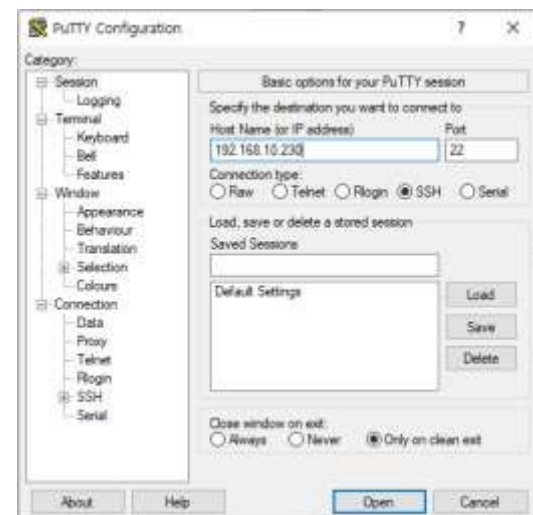 PuTTY Configuration ? ×
Category:
Session
Logging
Terminal
Keyboard
Bell
Features
Window
Appearance
Behaviour
Translation
Selection
Colours
Connection
Data
Proxy
Telnet
Rlogin
SSH
Serial
Basic options for your PuTTY session
Specify the destination you want to connect to
Host Name (or IP address) Port
192.168.10.230 22
Connection type:
Raw Telnet Rlogin SSH Serial
Load, save or delete a stored session
Saved Sessions
Default Settings
Load
Save
Delete
Close window on exit:
Always Never Only on clean exit
About Help Open Cancel